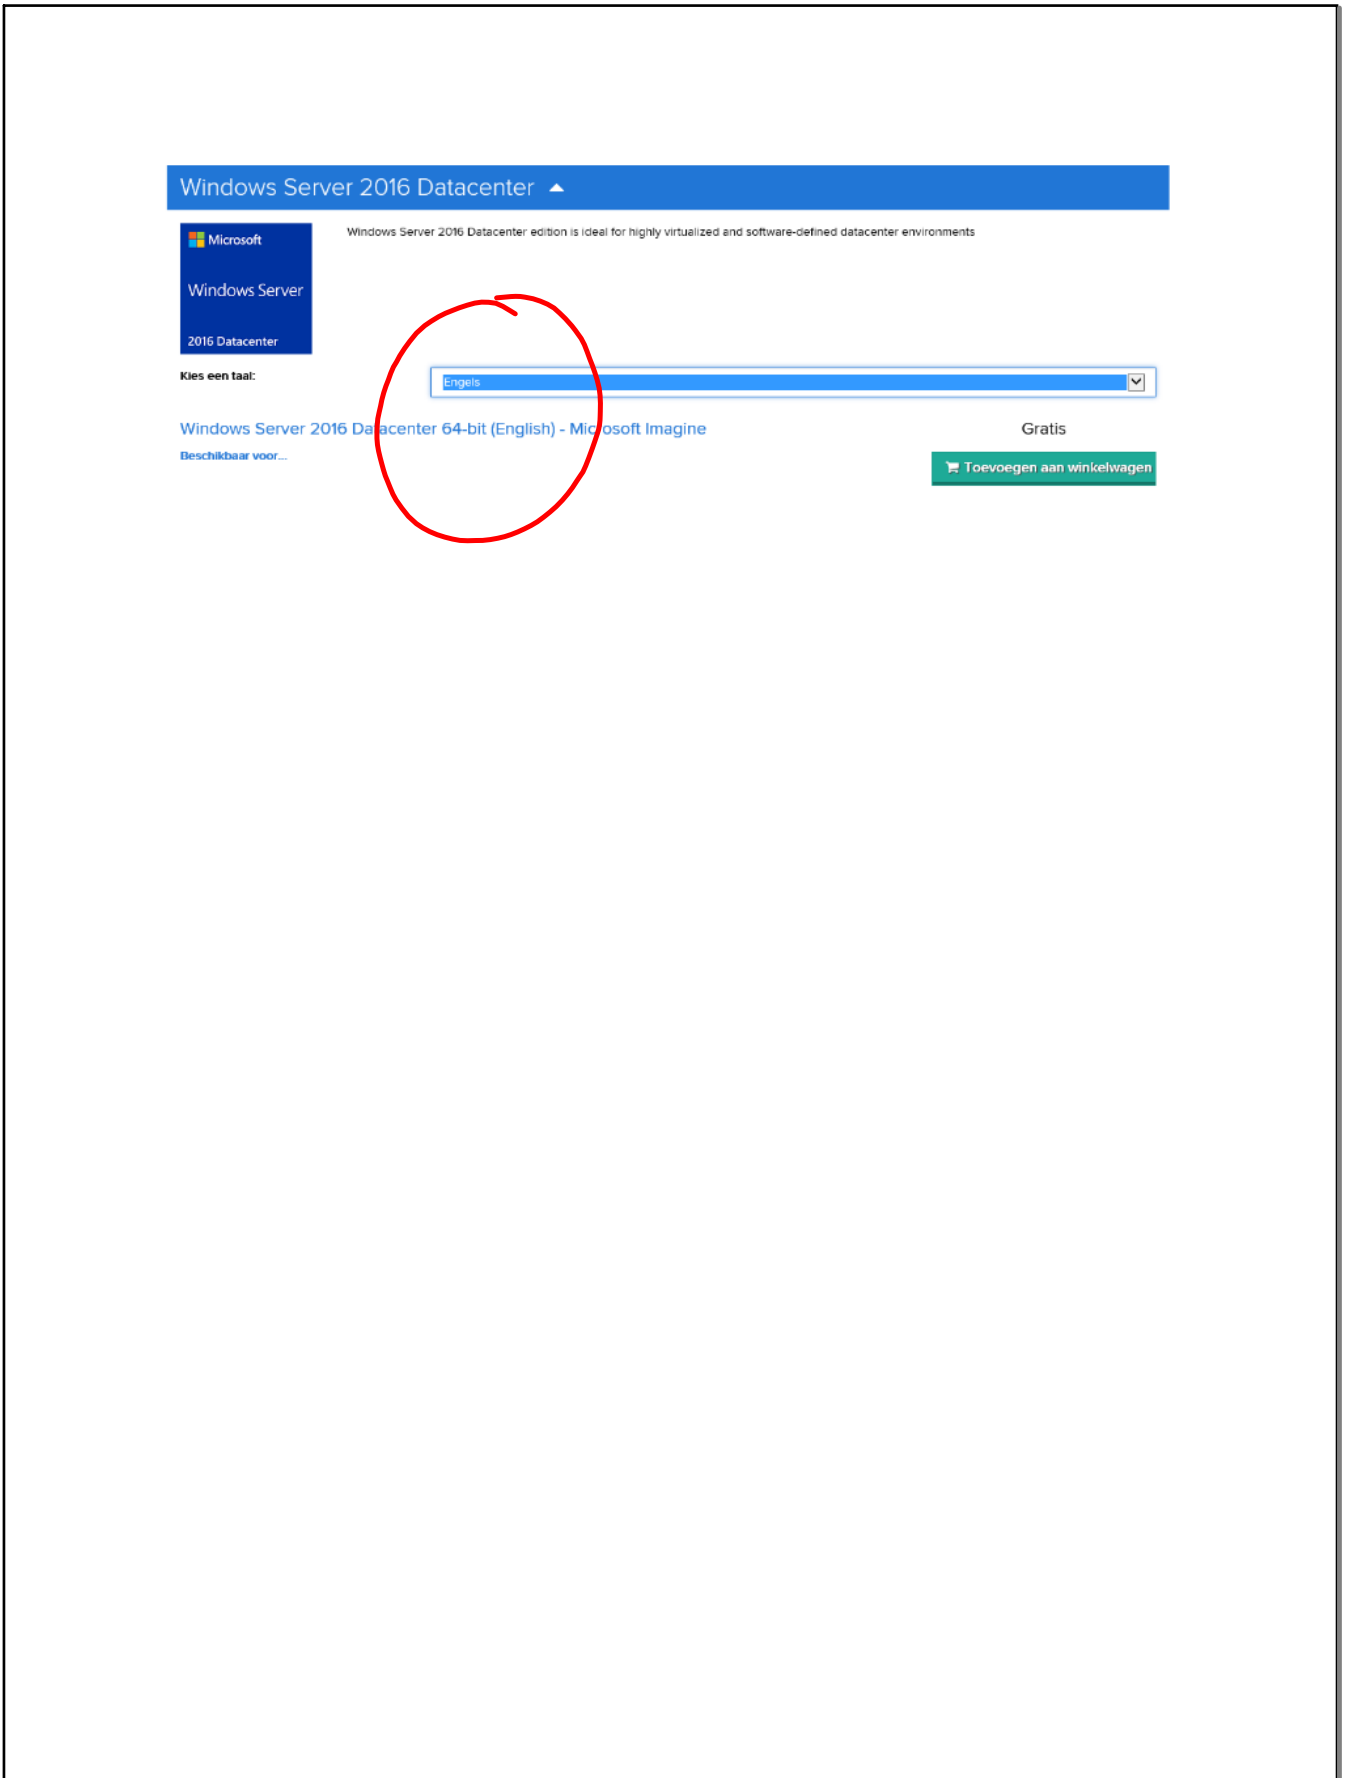 Windows Server 2016 Datacenter
Microsoft
Windows Server 2016 Datacenter edition is ideal for highly virtualized and software-defined datacenter environments
Windows Server
2016 Datacenter
Kies een taal:
Engels
Windows Server 2016 Datacenter 64-bit (English) - Microsoft Imagine
Gratis
Beschikbaar voor...
Toevoegen aan winkelwagen